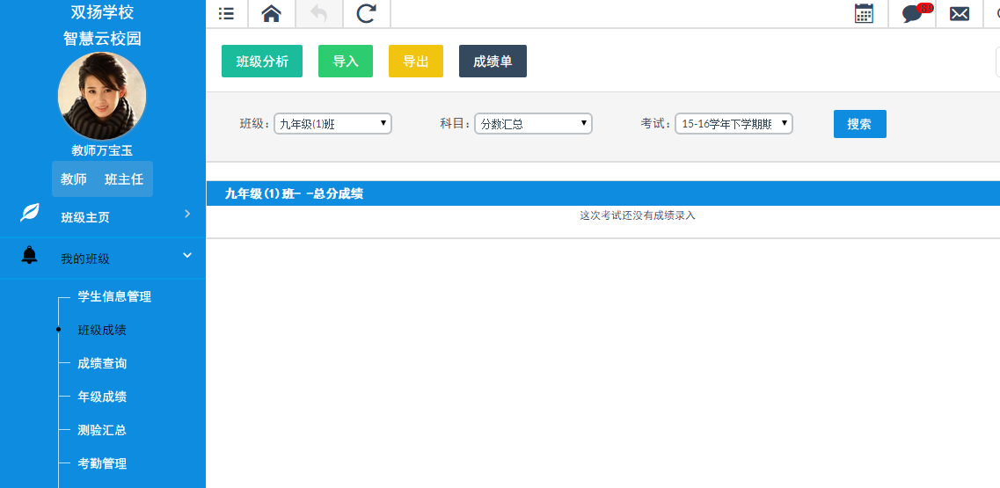 双扬学校
智慧云校园
教师万宝玉
教师 班主任
班级主页
我的班级
学生信息管理
班级成绩
成绩查询
年级成绩
测验汇总
考勤管理
班级分析 导入 导出 成绩单
班级： 九年级(1)班 科目： 分数汇总 考试： 15-16学年下学期期 搜索
九年级(1)班- -总分成绩
这次考试还没有成绩录入